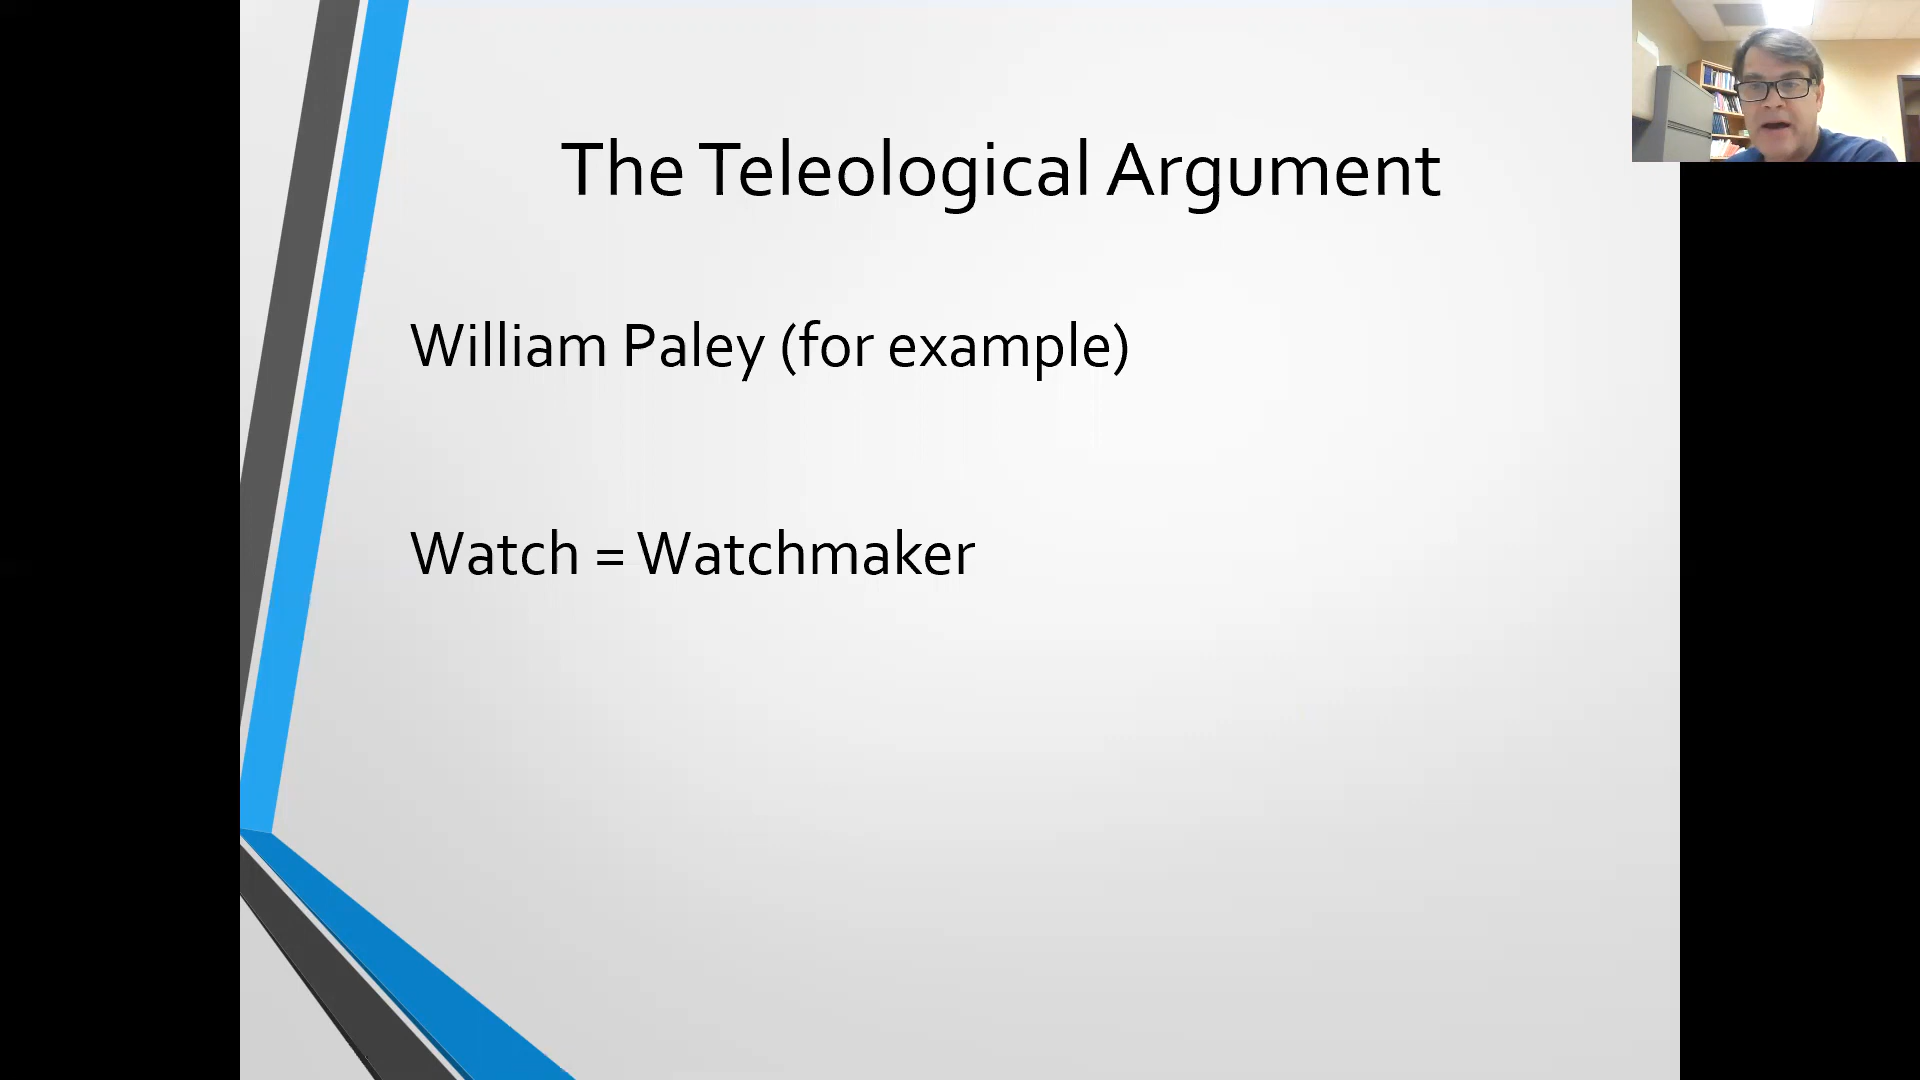 The Teleological Argument
William Paley (for example)
Watch = Watchmaker